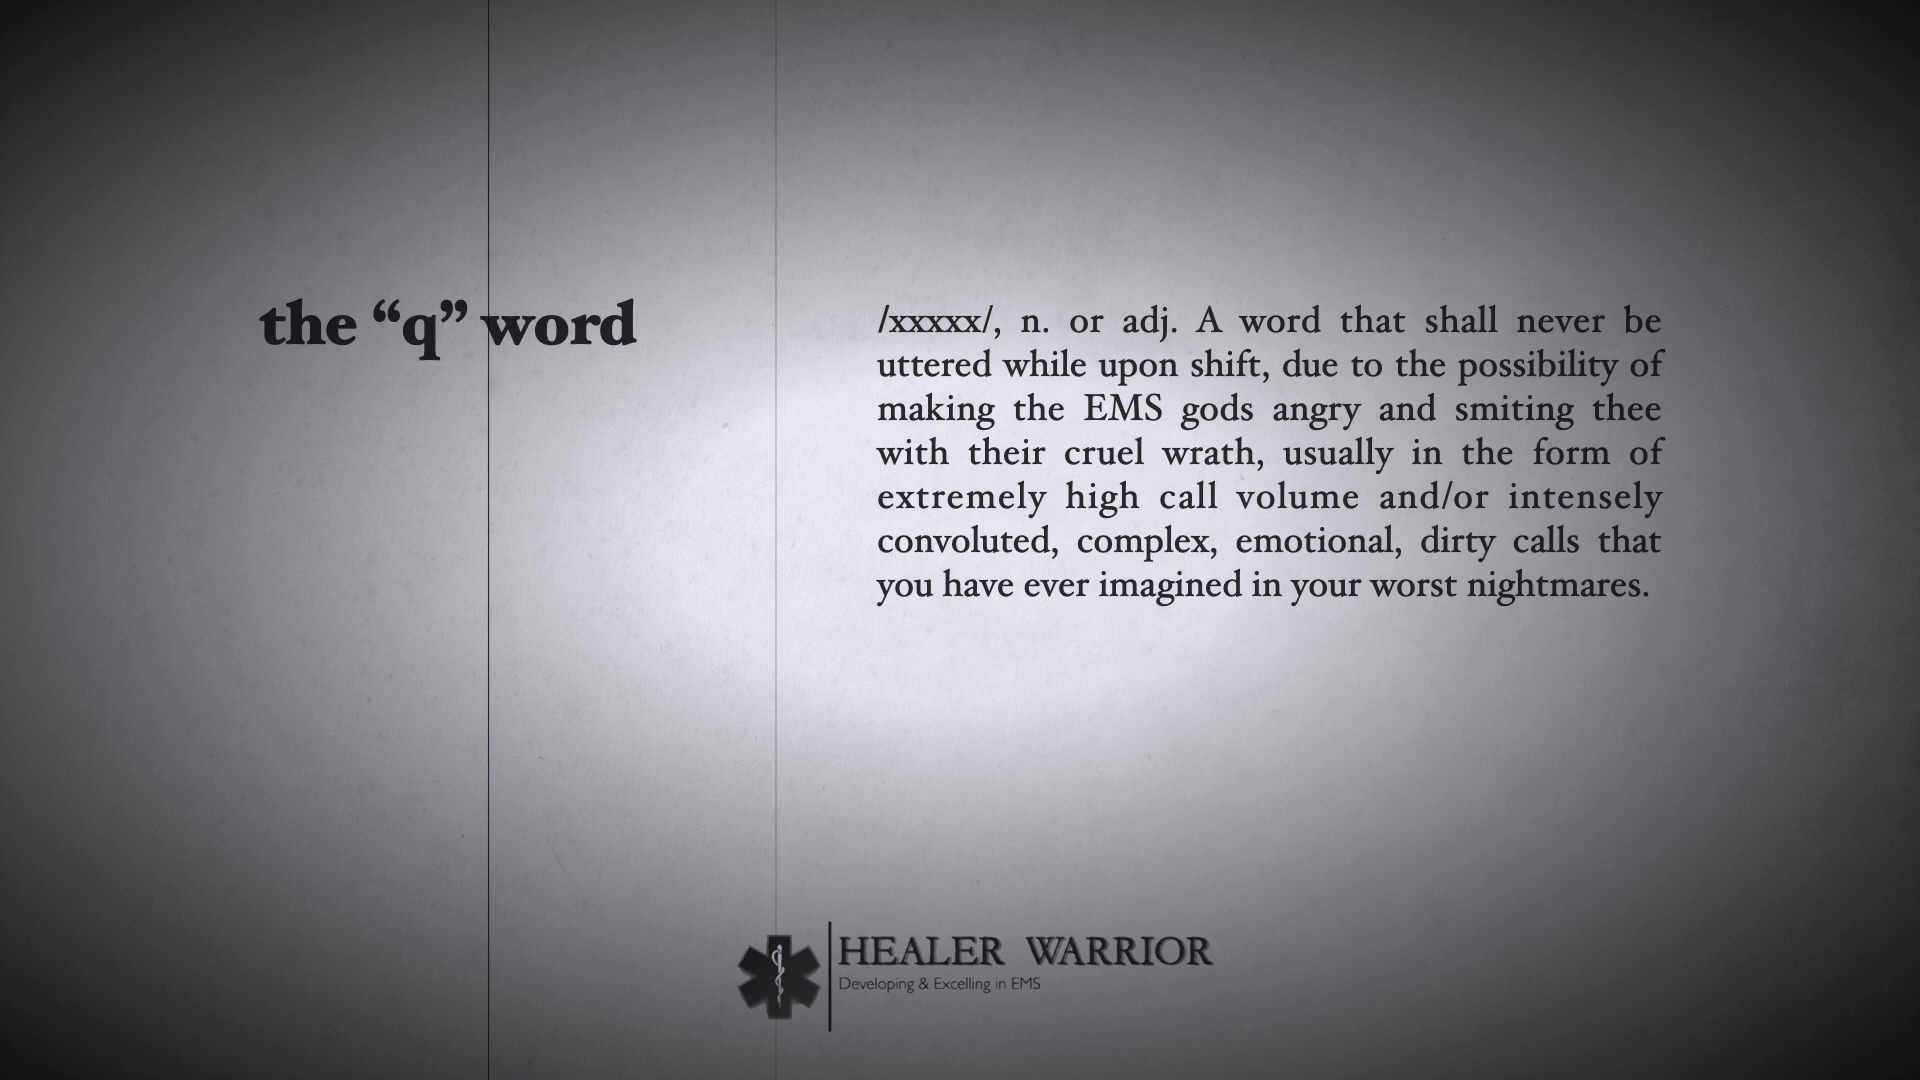 the “q” word
/xxxxx/, n. or adj. A word that shall never be
uttered while upon shift, due to the possibility of
making the EMS gods angry and smiting thee
with their cruel wrath, usually in the form of
extremely high call volume and/or intensely
convoluted, complex, emotional, dirty calls that
you have ever imagined in your worst nightmares.
HEALER WARRIOR
Developing & Excelling in EMS